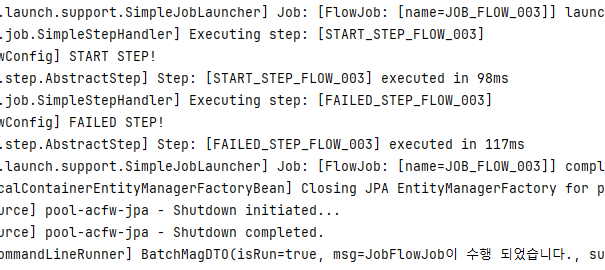 .launch.support.SimpleJobLauncher] Job: [FlowJob: [name=JOB_FLOW_003]] launc
.job.SimpleStepHandler] Executing step: [START_STEP_FLOW_003]
wConfig] START STEP!
.step.AbstractStep] Step: [START_STEP_FLOW_003] executed in 98ms
.job.SimpleStepHandler] Executing step: [FAILED_STEP_FLOW_003]
wConfig] FAILED STEP!
.step.AbstractStep] Step: [FAILED_STEP_FLOW_003] executed in 117ms
.launch.support.SimpleJobLauncher] Job: [FlowJob: [name=JOB_FLOW_003]] compl
calContainerEntityManagerFactoryBean] Closing JPA EntityManagerFactory for p
urce] pool-acfw-jpa - Shutdown initiated...
urce] pool-acfw-jpa - Shutdown completed.
ommandLineRunner] BatchMagDTO(isRun=true, msg=JobFlowJob이 수행 되었습니다., su